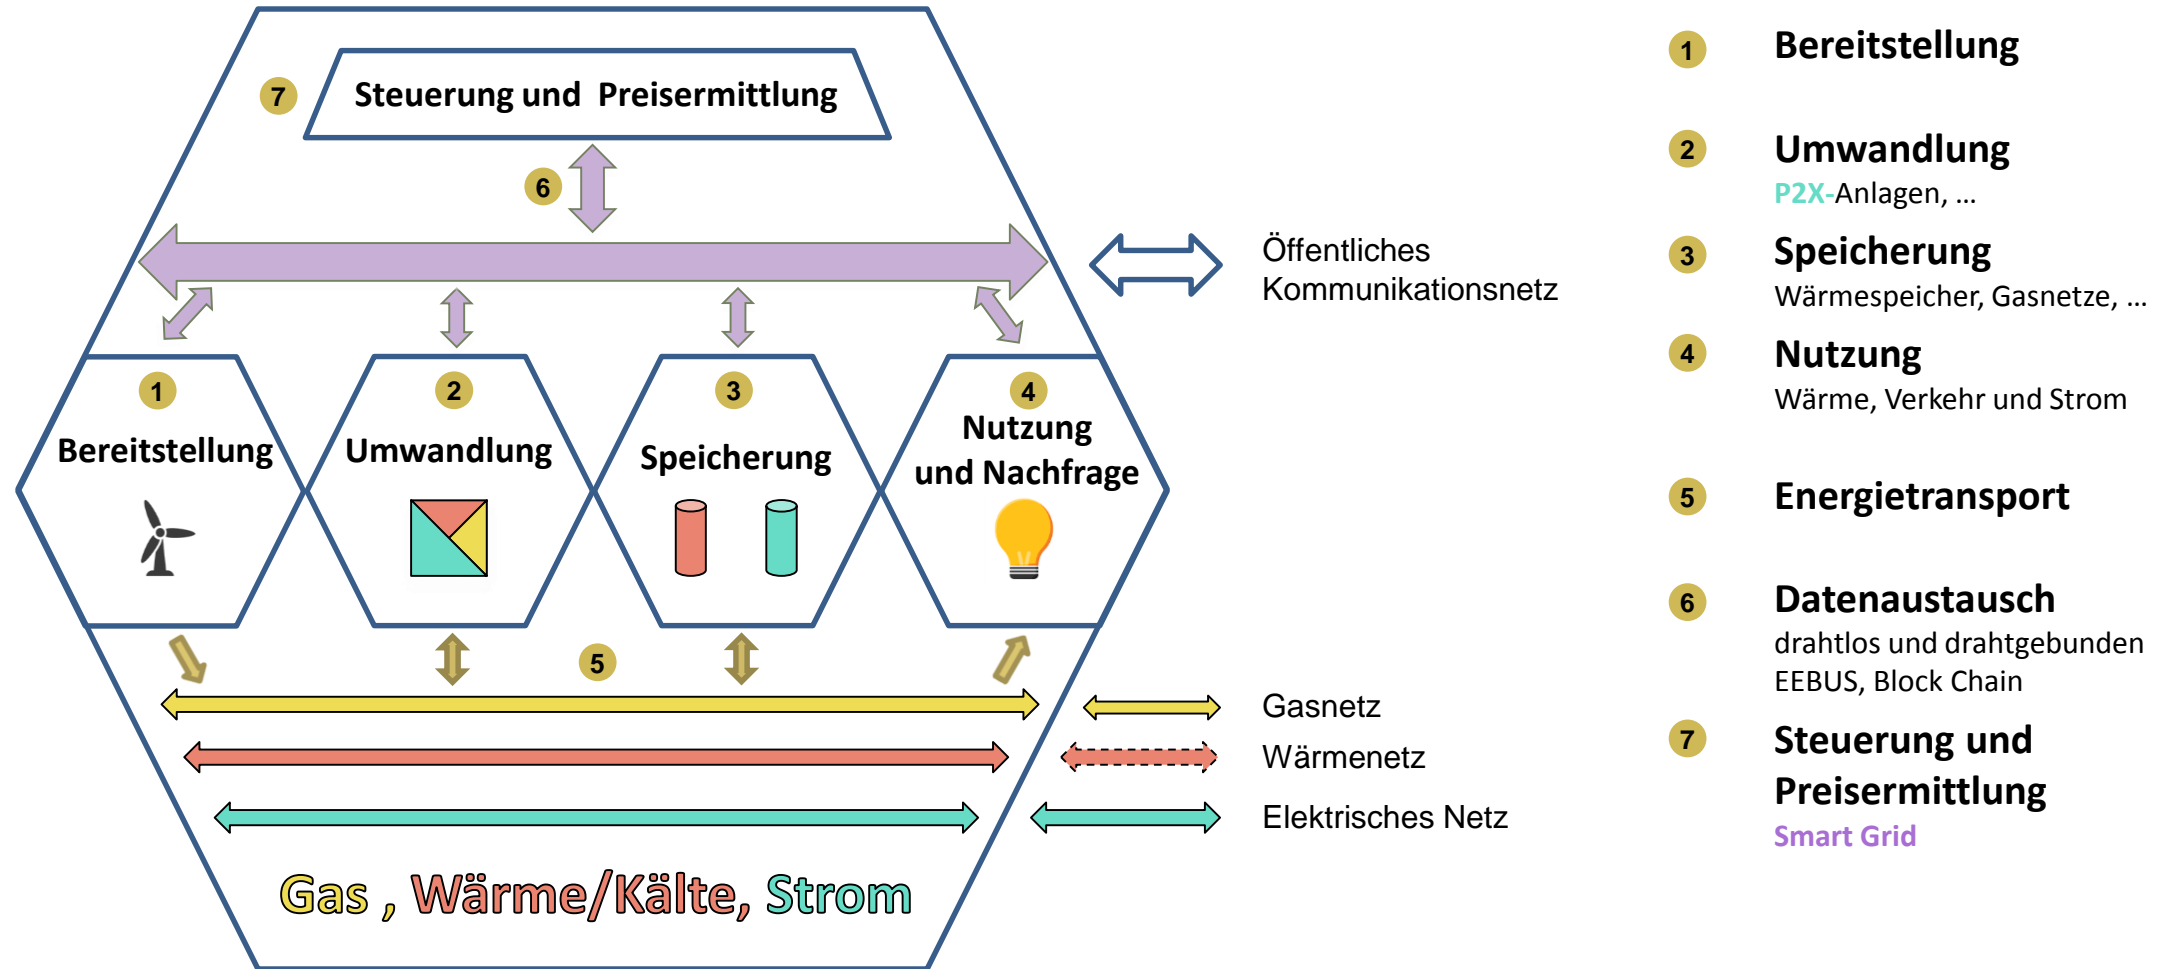 7
Steuerung und Preisermittlung
6
Öffentliches
Kommunikationsnetz
1
Bereitstellung
2
Umwandlung
3
Speicherung
4
Nutzung
und Nachfrage
5
Gasnetz
Wärmenetz
Elektrisches Netz
Gas , Wärme/Kälte, Strom
1 Bereitstellung
2 Umwandlung
P2X-Anlagen, ...
3 Speicherung
Wärmespeicher, Gasnetze, ...
4 Nutzung
Wärme, Verkehr und Strom
5 Energietransport
6 Datenaustausch
drahtlos und drahtgebunden
EEBUS, Block Chain
7 Steuerung und
Preisermittlung
Smart Grid